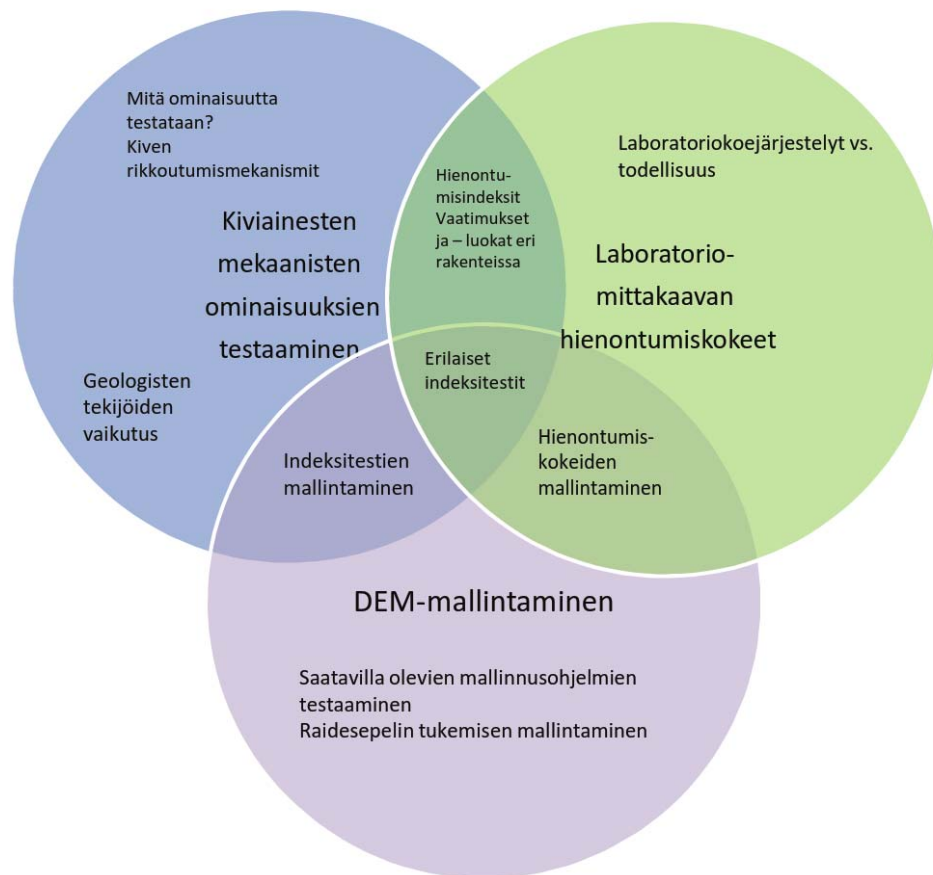 Mitä ominaisuutta
testataan?
Kiven
rikkoutumismekanismit
Kiviainesten
mekaanisten
ominaisuuksien
testaaminen
Geologisten
tekijöiden
vaikutus
Hienontu-
misindeksit
Vaatimukset
ja – luokat eri
rakenteissa
Laboratoriokoejärjestelyt vs.
todellisuus
Laboratorio-
mittakaavan
hienontumiskokeet
Erilaiset
indeksitestit
Indeksitestien
mallintaminen
Hienontumis-
kokeiden
mallintaminen
DEM-mallintaminen
Saatavilla olevien mallinnusohjelmien
testaaminen
Raidesepelin tukemisen mallintaminen